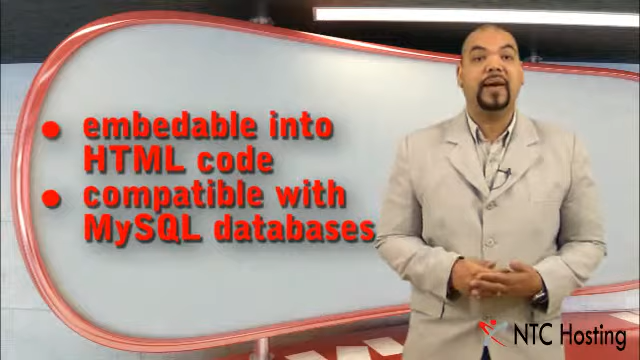 • embedable into
HTML code
• compatible with
MySQL databases
NTC Hosting